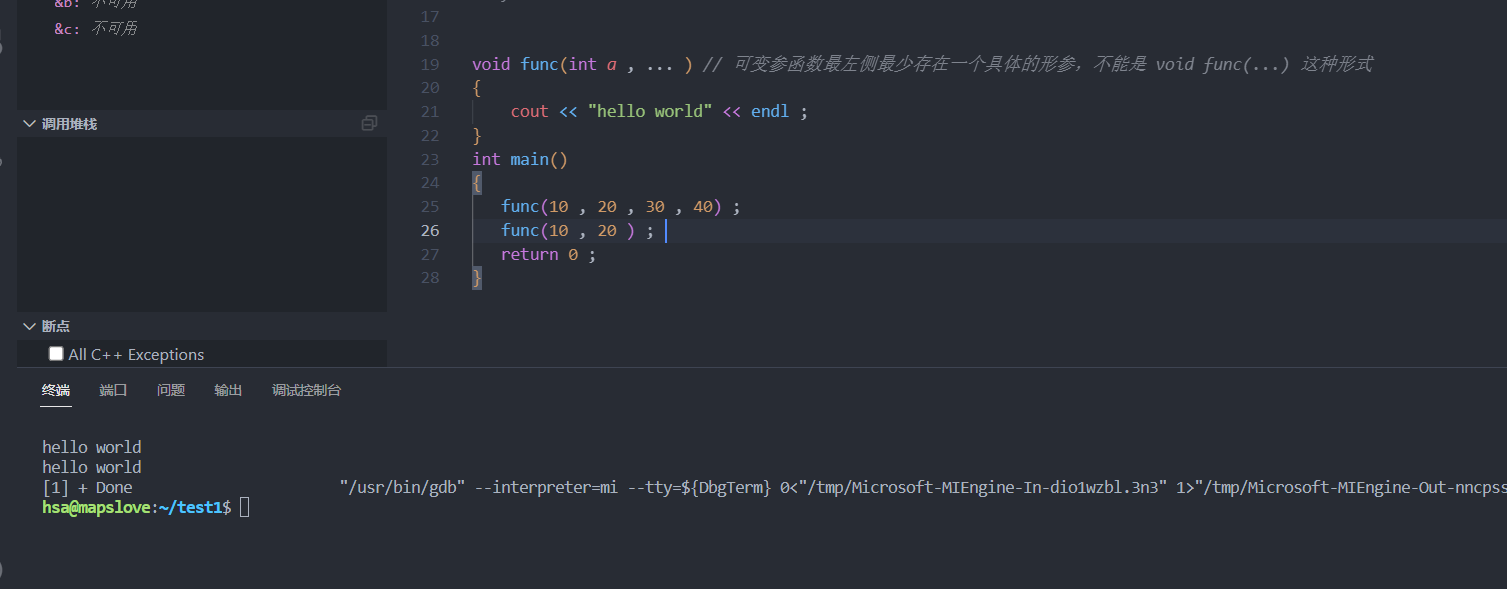 &b: 不可用
&c: 不可用
调用堆栈
断点
All C++ Exceptions
17
18
19 void func(int a , ... ) // 可变参函数最左侧最少存在一个具体的形参，不能是 void func(...) 这种形式
20 {
21 cout << "hello world" << endl ;
22 }
23 int main()
24 {
25 func(10 , 20 , 30 , 40) ;
26 func(10 , 20 ) ;
27 return 0 ;
28 }
终端 端口 问题 输出 调试控制台
hello world
hello world
[1] + Done "/usr/bin/gdb" --interpreter=mi --tty=${DbgTerm} 0<"/tmp/Microsoft-MIEngine-In-dio1wzbl.3n3" 1>"/tmp/Microsoft-MIEngine-Out-nncpss
hsa@mapslove:~/test1$